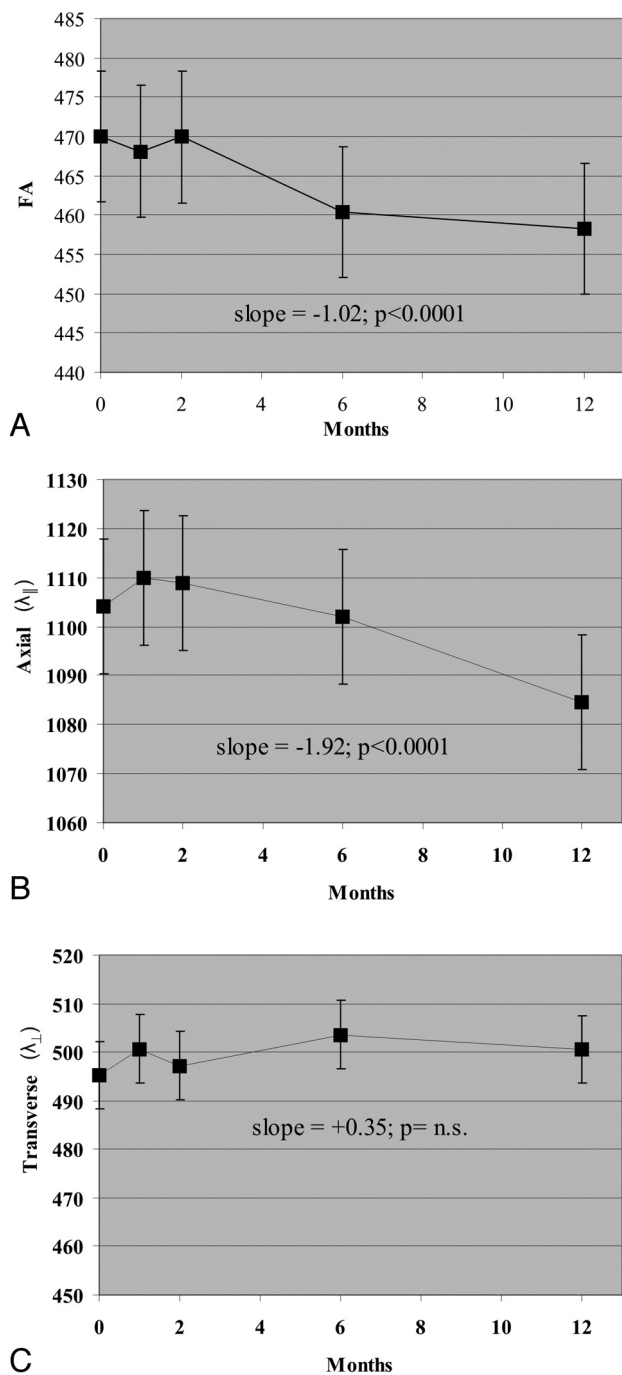 485
480
475
470
465
460
455
450
445
440
FA
slope = -1.02; p<0.0001
0 2 4 6 8 10 12
Months
A
1130
1120
1110
1100
1090
1080
1070
1060
Axial (λ∥)
slope = -1.92; p<0.0001
0 2 4 6 8 10 12
Months
B
520
510
500
490
480
470
460
450
Transverse (λ⊥)
slope = +0.35; p= n.s.
0 2 4 6 8 10 12
Months
C